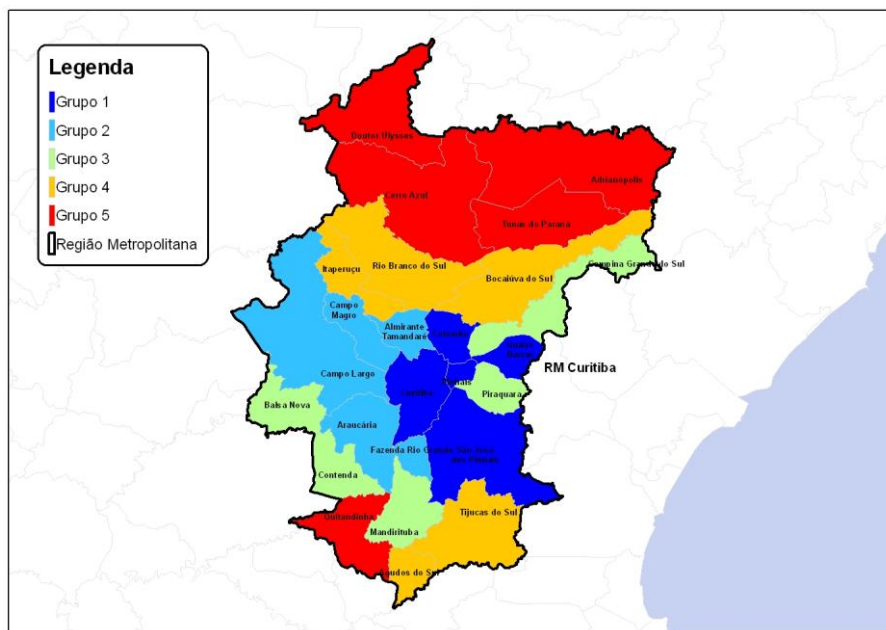 Legenda
Grupo 1
Grupo 2
Grupo 3
Grupo 4
Grupo 5
Região Metropolitana
Doutor Ulysses
Adrianópolis
Cerro Azul
Tunas do Paraná
Rio Branco do Sul
Campina Grande do Sul
Itaperuçu
Bocaiúva do Sul
Campo
Magro
Almirante
Tamandaré
Colombo
Quatro
Barras
RM Curitiba
Campo Largo
Pinhais
Curitiba
Piraquara
Balsa Nova
Araucária
Fazenda Rio Grande
São José
dos Pinhais
Contenda
Quitandinha
Tijucas do Sul
Mandirituba
Agudos do Sul